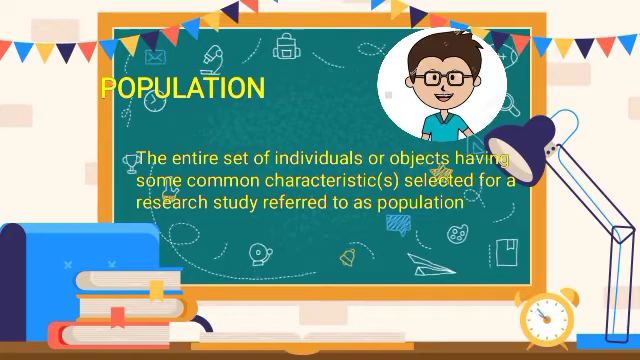 POPULATION
The entire set of individuals or objects having
some common characteristic(s) selected for a
research study referred to as population